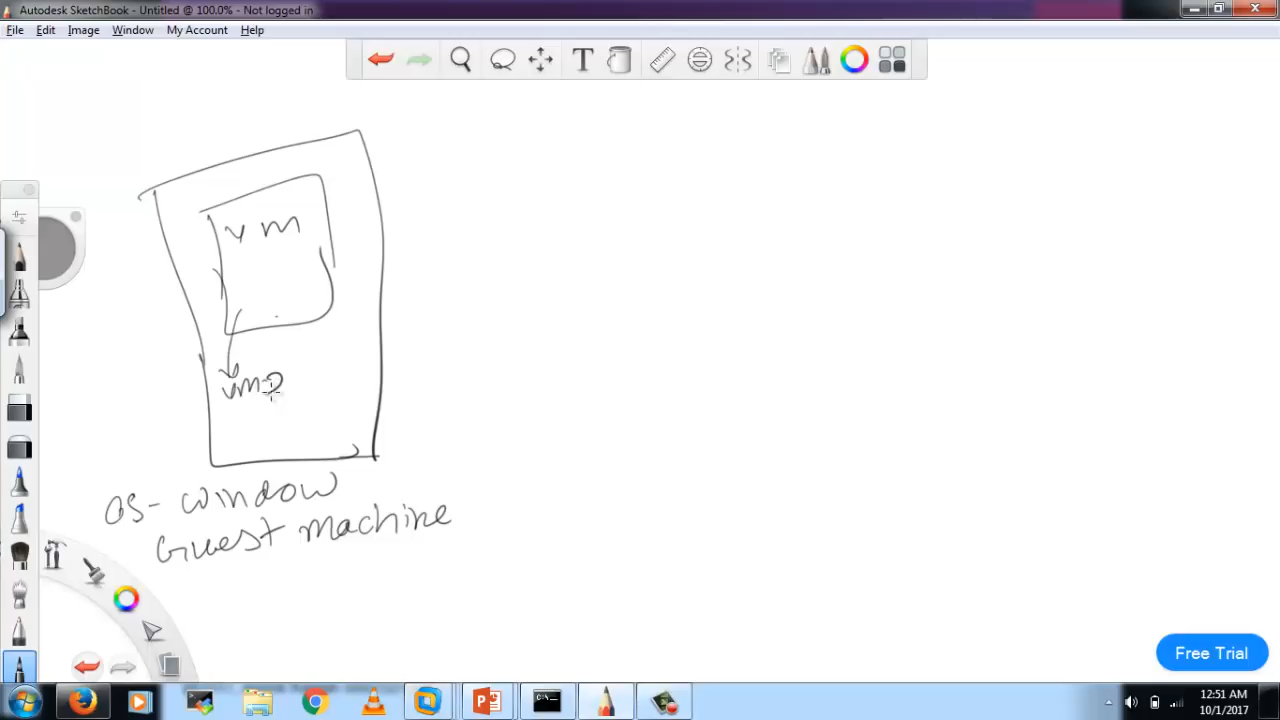 Autodesk SketchBook - Untitled @ 100.0% - Not logged in
File Edit Image Window My Account Help
T
vm
vm2
OS- window
Guest machine
Free Trial
12:51 AM
10/1/2017